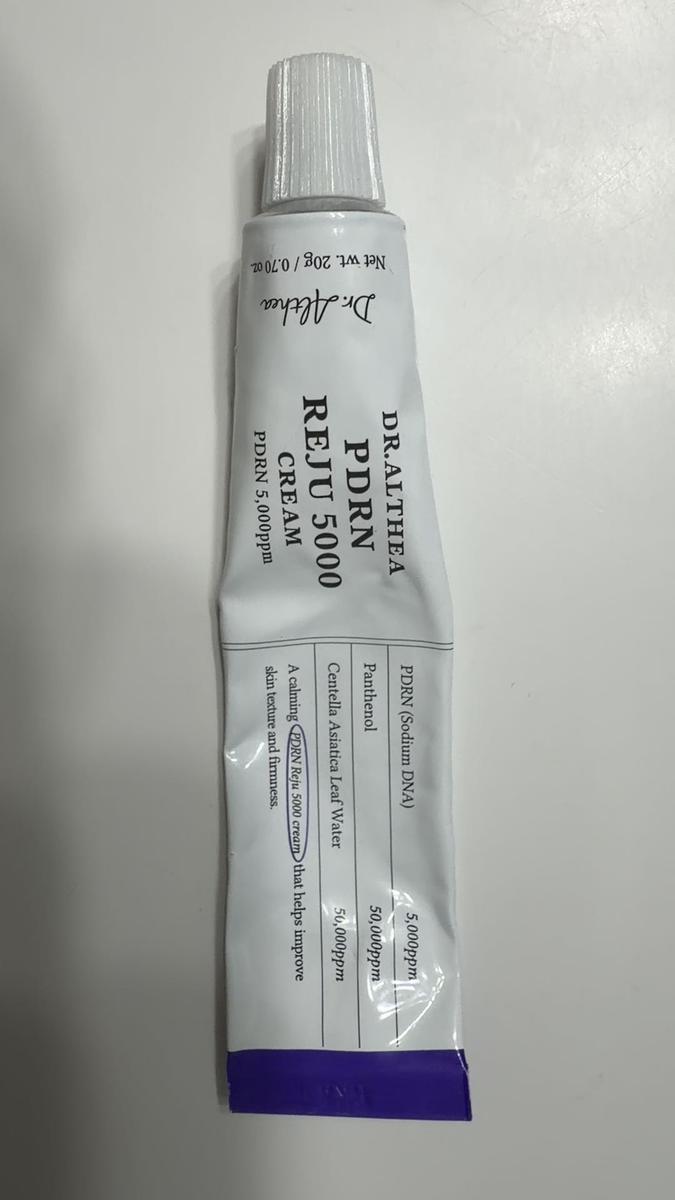 Net wt. 20g / 0.70 oz.
Dr.Althea
DR.ALTHEA
PDRN
REJU 5000
CREAM
PDRN 5,000ppm
PDRN (Sodium DNA) 5,000ppm
Panthenol 50,000ppm
Centella Asiatica Leaf Water 50,000ppm
A calming PDRN Reju 5000 cream that helps improve
skin texture and firmness.